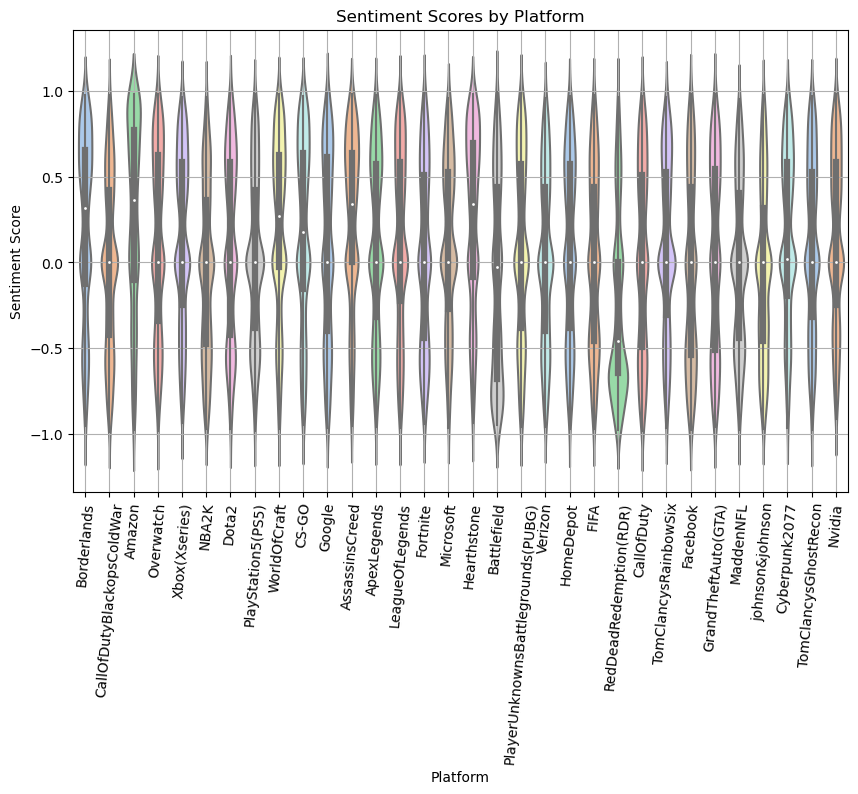 Sentiment Scores by Platform
Sentiment Score
1.0
0.5
0.0
−0.5
−1.0
Borderlands
CallOfDutyBlackopsColdWar
Amazon
Overwatch
Xbox(Xseries)
NBA2K
Dota2
PlayStation5(PS5)
WorldOfCraft
CS-GO
Google
AssassinsCreed
ApexLegends
LeagueOfLegends
Fortnite
Microsoft
Hearthstone
Battlefield
PlayerUnknownsBattlegrounds(PUBG)
Verizon
HomeDepot
FIFA
RedDeadRedemption(RDR)
CallOfDuty
TomClancysRainbowSix
Facebook
GrandTheftAuto(GTA)
MaddenNFL
johnson&johnson
Cyberpunk2077
TomClancysGhostRecon
Nvidia
Platform